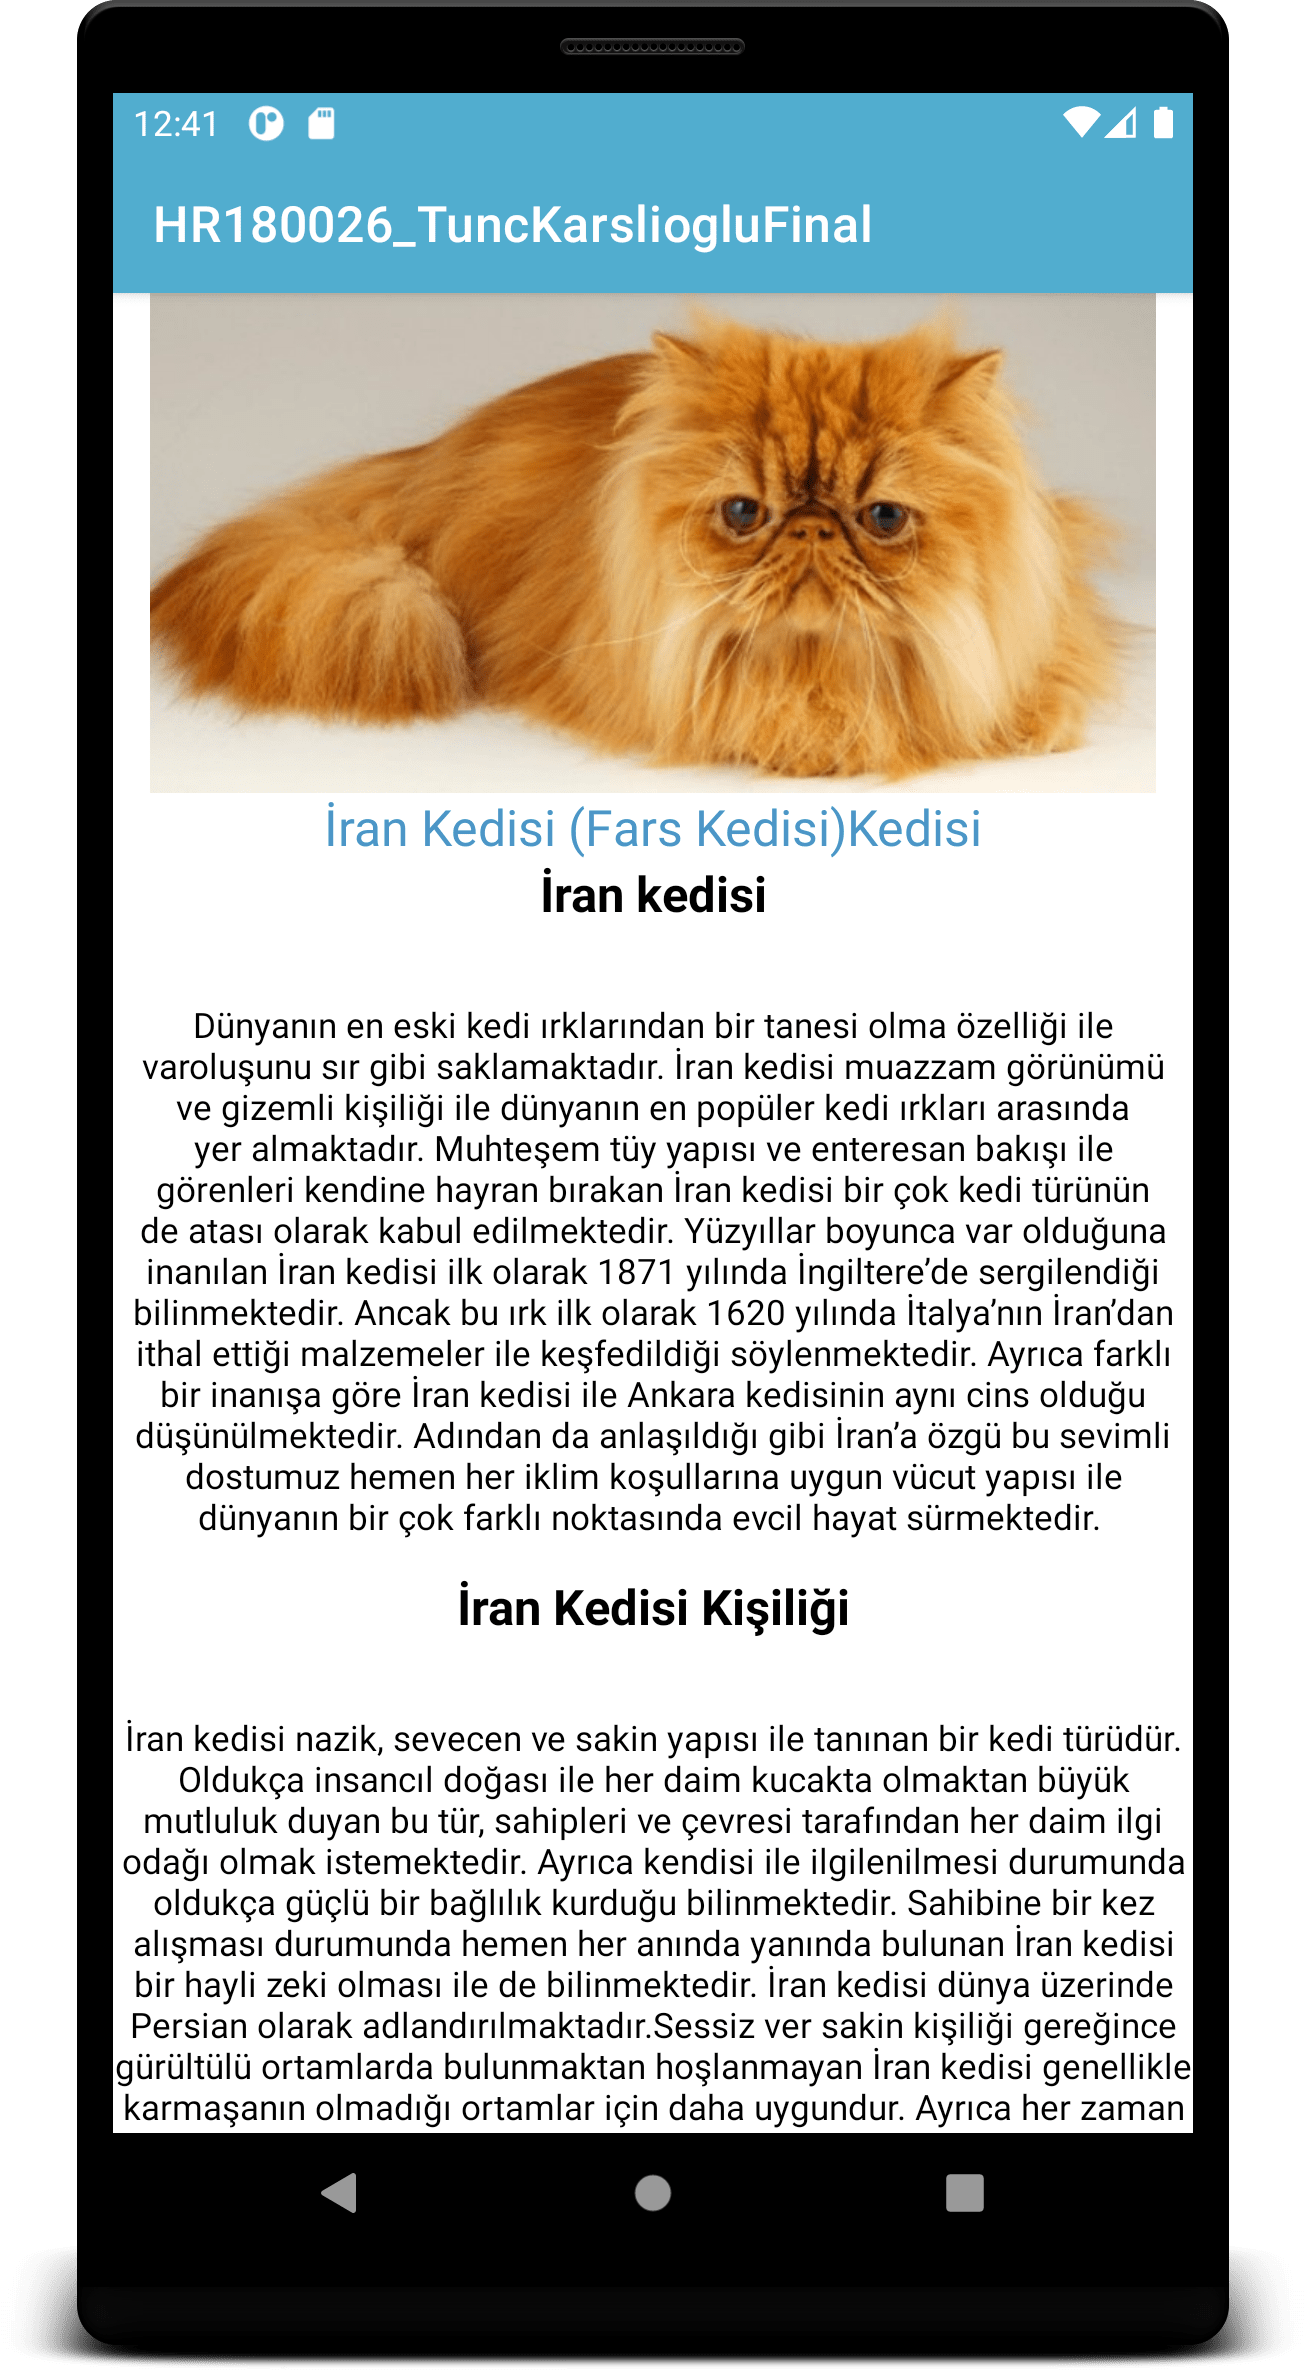 12:41
HR180026_TuncKarsliogluFinal
İran Kedisi (Fars Kedisi)Kedisi
İran kedisi
Dünyanın en eski kedi ırklarından bir tanesi olma özelliği ile
varoluşunu sır gibi saklamaktadır. İran kedisi muazzam görünümü
ve gizemli kişiliği ile dünyanın en popüler kedi ırkları arasında
yer almaktadır. Muhteşem tüy yapısı ve enteresan bakışı ile
görenleri kendine hayran bırakan İran kedisi bir çok kedi türünün
de atası olarak kabul edilmektedir. Yüzyıllar boyunca var olduğuna
inanılan İran kedisi ilk olarak 1871 yılında İngiltere’de sergilendiği
bilinmektedir. Ancak bu ırk ilk olarak 1620 yılında İtalya’nın İran’dan
ithal ettiği malzemeler ile keşfedildiği söylenmektedir. Ayrıca farklı
bir inanışa göre İran kedisi ile Ankara kedisinin aynı cins olduğu
düşünülmektedir. Adından da anlaşıldığı gibi İran’a özgü bu sevimli
dostumuz hemen her iklim koşullarına uygun vücut yapısı ile
dünyanın bir çok farklı noktasında evcil hayat sürmektedir.
İran Kedisi Kişiliği
İran kedisi nazik, sevecen ve sakin yapısı ile tanınan bir kedi türüdür.
Oldukça insancıl doğası ile her daim kucakta olmaktan büyük
mutluluk duyan bu tür, sahipleri ve çevresi tarafından her daim ilgi
odağı olmak istemektedir. Ayrıca kendisi ile ilgilenilmesi durumunda
oldukça güçlü bir bağlılık kurduğu bilinmektedir. Sahibine bir kez
alışması durumunda hemen her anında yanında bulunan İran kedisi
bir hayli zeki olması ile de bilinmektedir. İran kedisi dünya üzerinde
Persian olarak adlandırılmaktadır.Sessiz ver sakin kişiliği gereğince
gürültülü ortamlarda bulunmaktan hoşlanmayan İran kedisi genellikle
karmaşanın olmadığı ortamlar için daha uygundur. Ayrıca her zaman